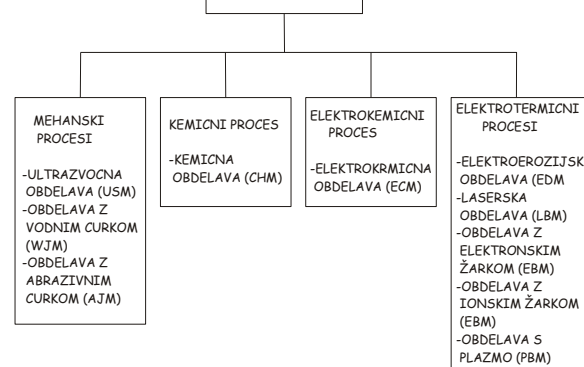 MEHANSKI
PROCESI
-ULTRAZVOCNA
OBDELAVA (USM)
-OBDELAVA Z
VODNIM CURKOM
(WJM)
-OBDELAVA Z
ABRAZIVNIM
CURKOM (AJM)
KEMICNI PROCES
-KEMICNA
OBDELAVA (CHM)
ELEKTROKEMICNI
PROCES
-ELEKTROKRMICNA
OBDELAVA (ECM)
ELEKTROTERMICNI
PROCESI
-ELEKTROEROZIJSK
OBDELAVA (EDM
-LASERSKA
OBDELAVA (LBM)
-OBDELAVA Z
ELEKTRONSKIM
ŽARKOM (EBM)
-OBDELAVA Z
IONSKIM ŽARKOM
(EBM)
-OBDELAVA S
PLAZMO (PBM)